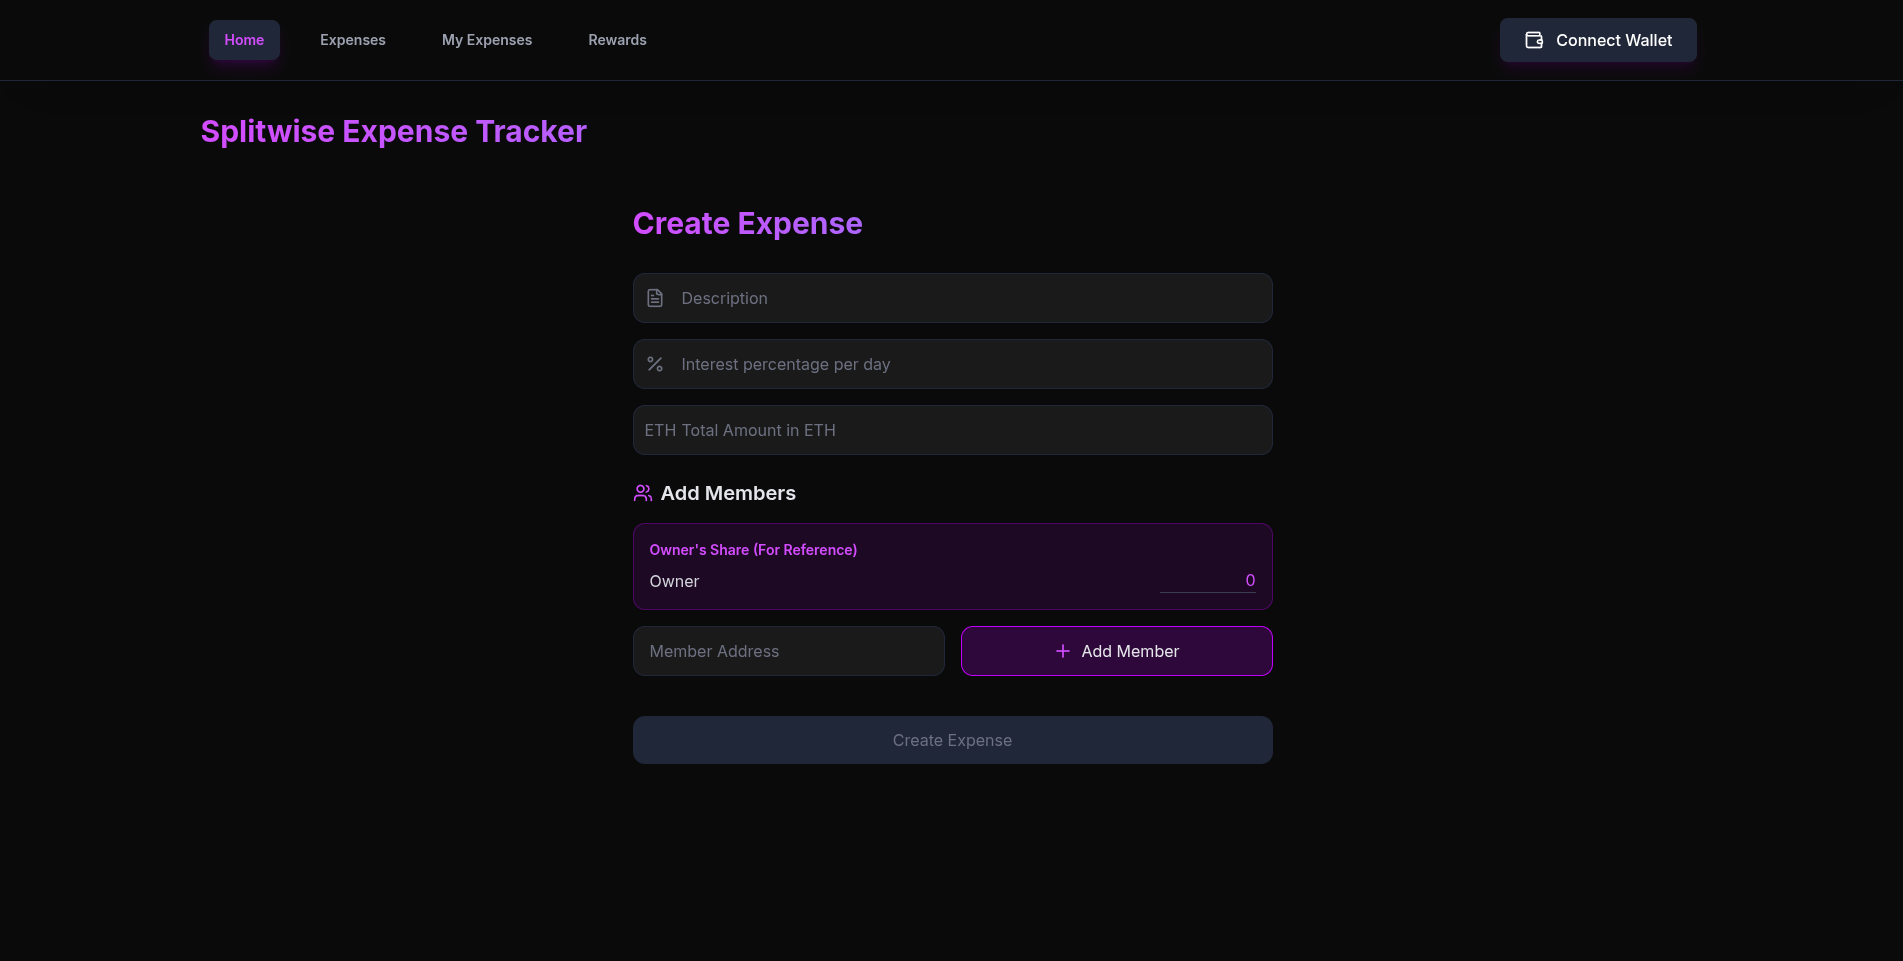 Home Expenses My Expenses Rewards Connect Wallet
Splitwise Expense Tracker
Create Expense
Description
Interest percentage per day
ETH Total Amount in ETH
Add Members
Owner's Share (For Reference)
Owner 0
Member Address Add Member
Create Expense